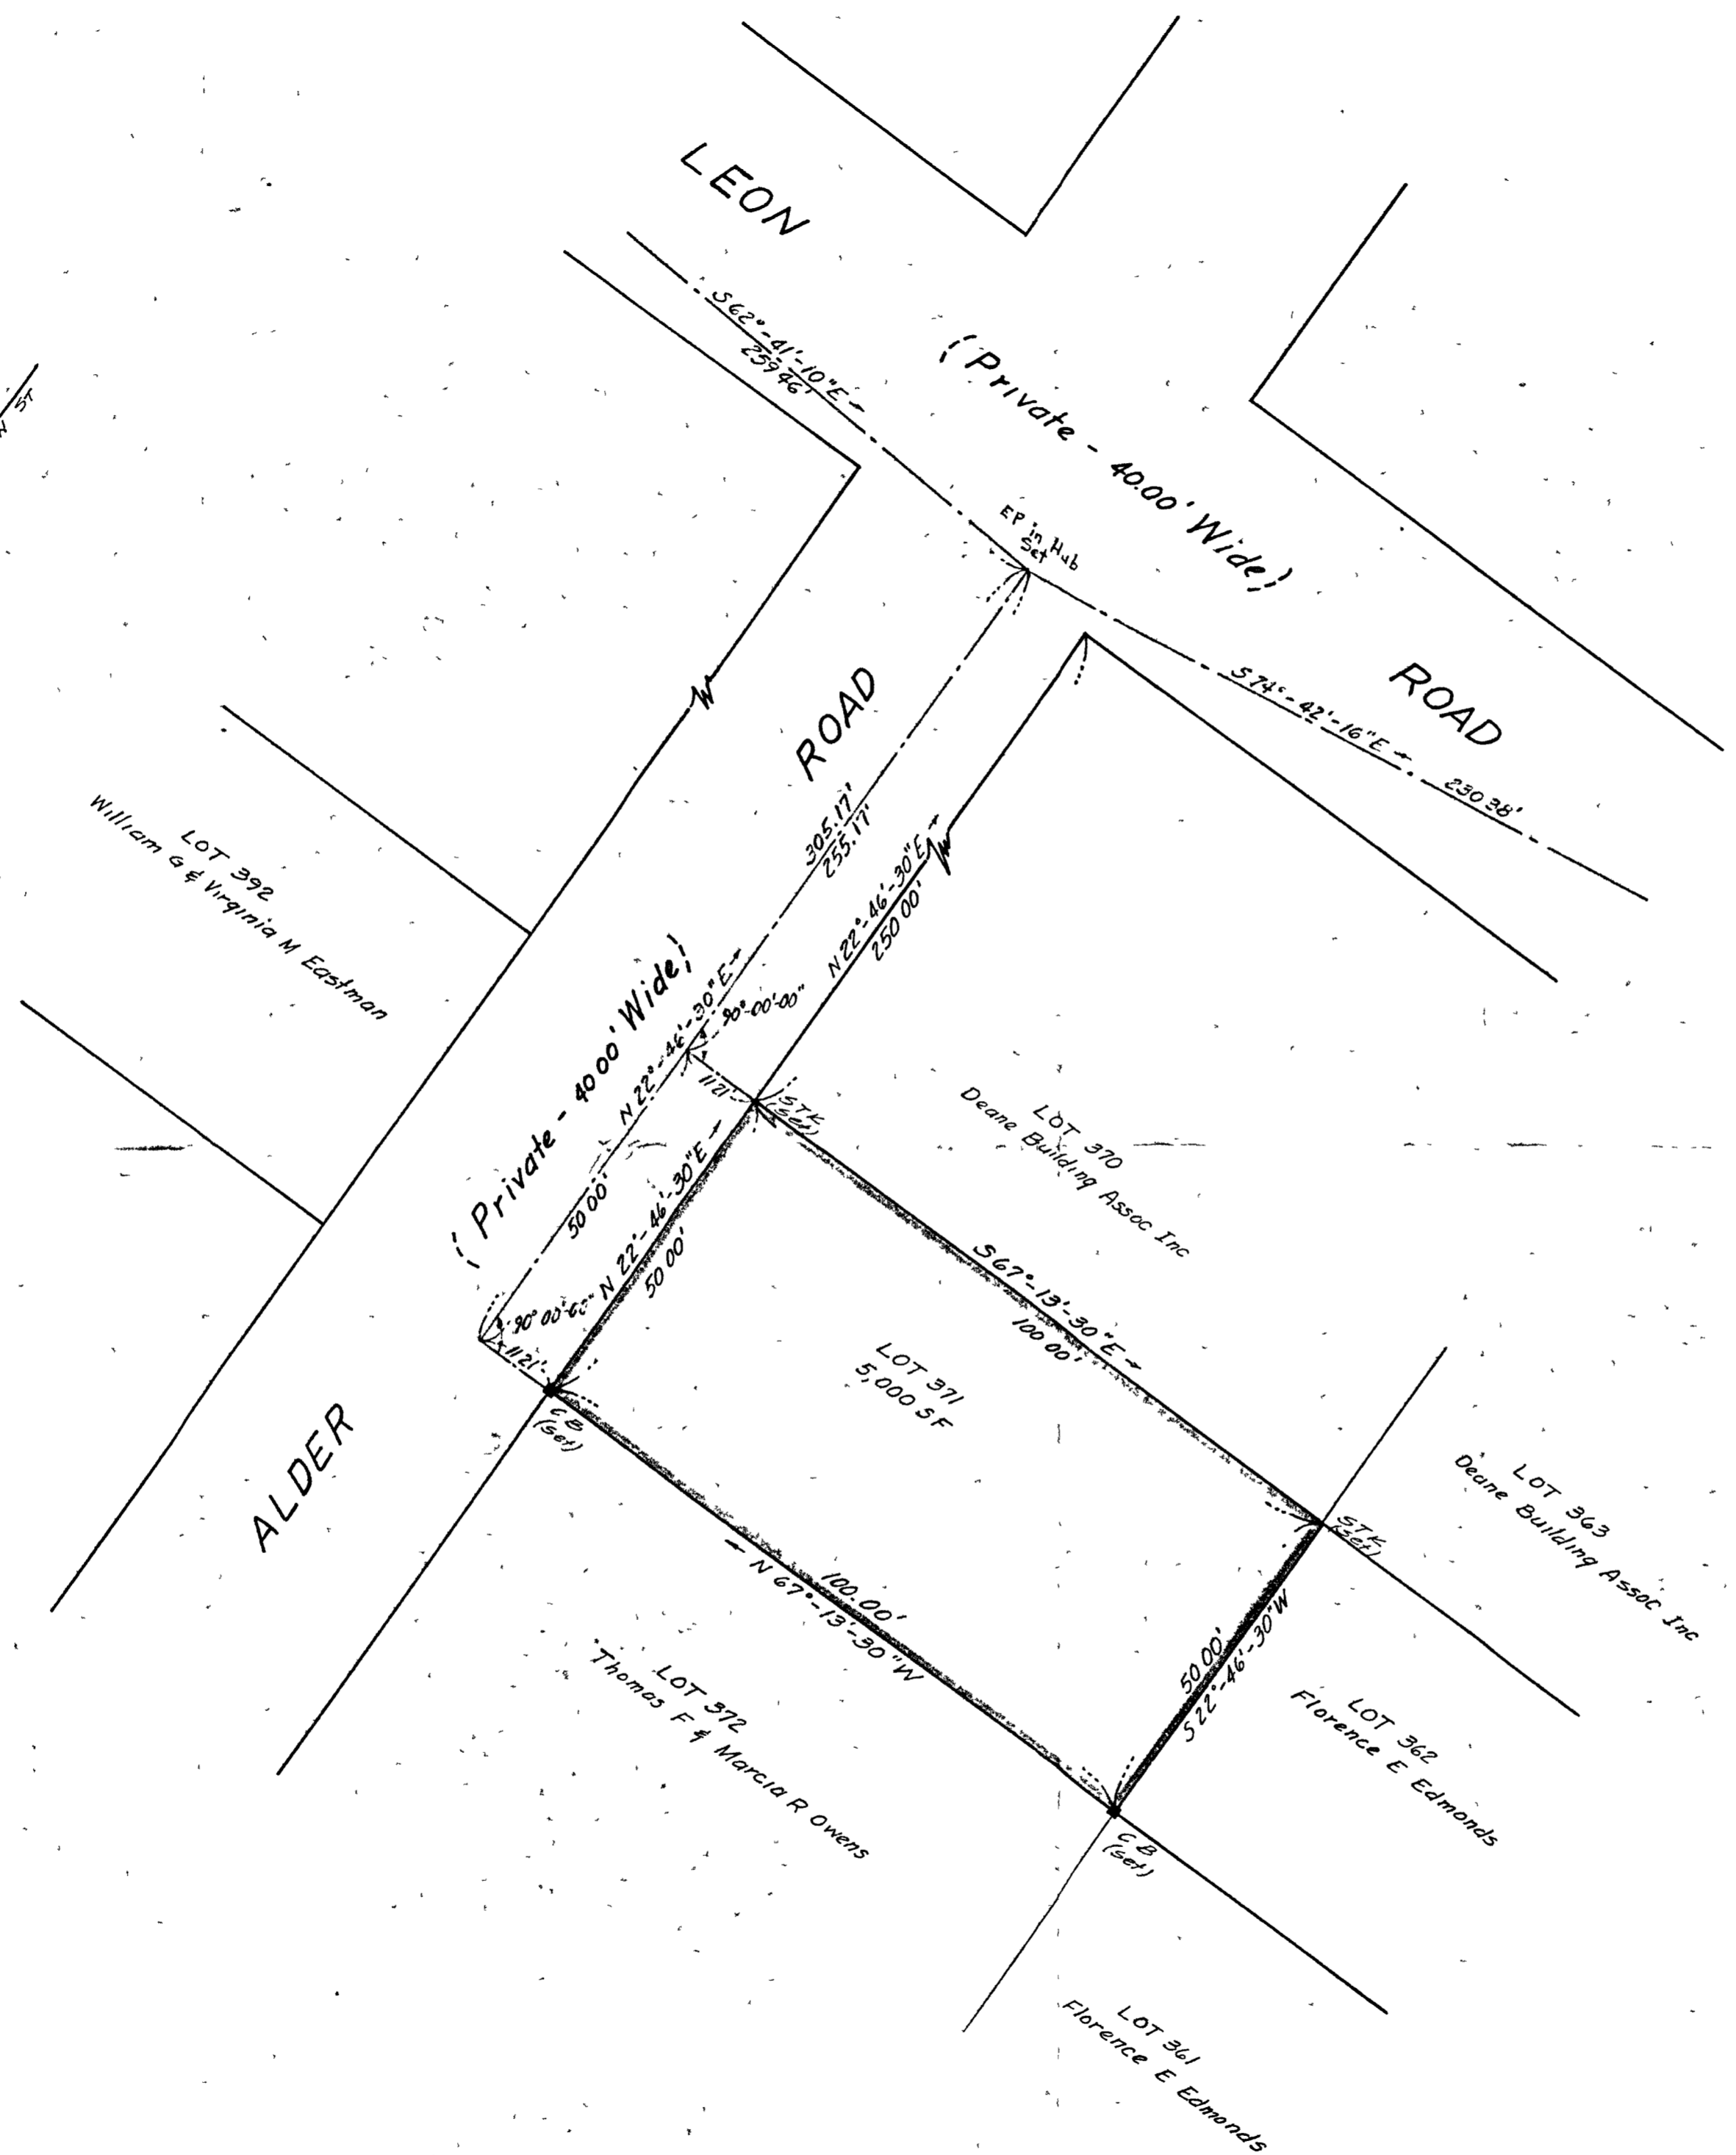 LEON
S62°-41'-10"E
259 46'
(Private - 40.00' Wide)
EP in Hub
Set
ROAD
S74°-42'-16"E
230 38'
ST
ROAD
305.17'
255.17'
N22°-46'-30"E
250 00'
LOT 392
William G & Virginia M Eastman
(Private - 40 00' Wide)
N 22°-46'-30"E
50 00'
90°-00'-00"
11 21'
STK
(Set)
N 22°-46'-30"E
50 00'
LOT 370
Deane Building Assoc Inc
S67°-13'-30"E
100 00'
90° 00'
11 21'
CB
(set)
LOT 371
5,000 SF
ALDER
100.00'
N 67°-13'-30"W
STK
(Set)
LOT 363
Deane Building Assoc Inc
50 00'
S22°-46'-30"W
LOT 362
Florence E Edmonds
LOT 372
Thomas F & Marcia R Owens
CB
(set)
LOT 361
Florence E Edmonds